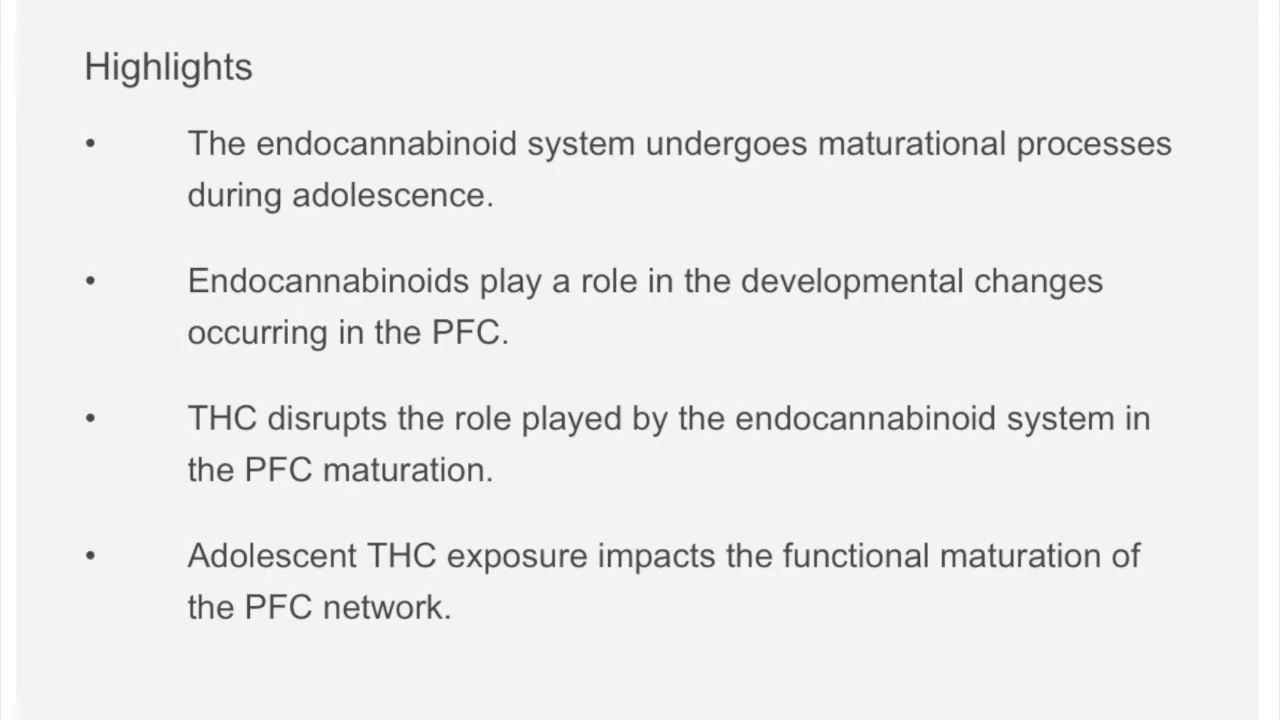 Highlights
• The endocannabinoid system undergoes maturational processes
during adolescence.
• Endocannabinoids play a role in the developmental changes
occurring in the PFC.
• THC disrupts the role played by the endocannabinoid system in
the PFC maturation.
• Adolescent THC exposure impacts the functional maturation of
the PFC network.